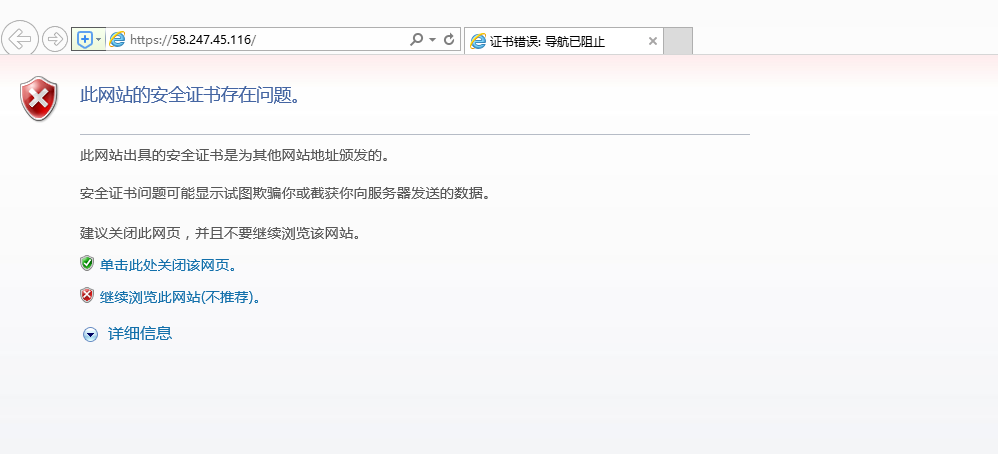 https://58.247.45.116/
证书错误: 导航已阻止
此网站的安全证书存在问题。
此网站出具的安全证书是为其他网站地址颁发的。
安全证书问题可能显示试图欺骗你或截获你向服务器发送的数据。
建议关闭此网页，并且不要继续浏览该网站。
单击此处关闭该网页。
继续浏览此网站(不推荐)。
详细信息